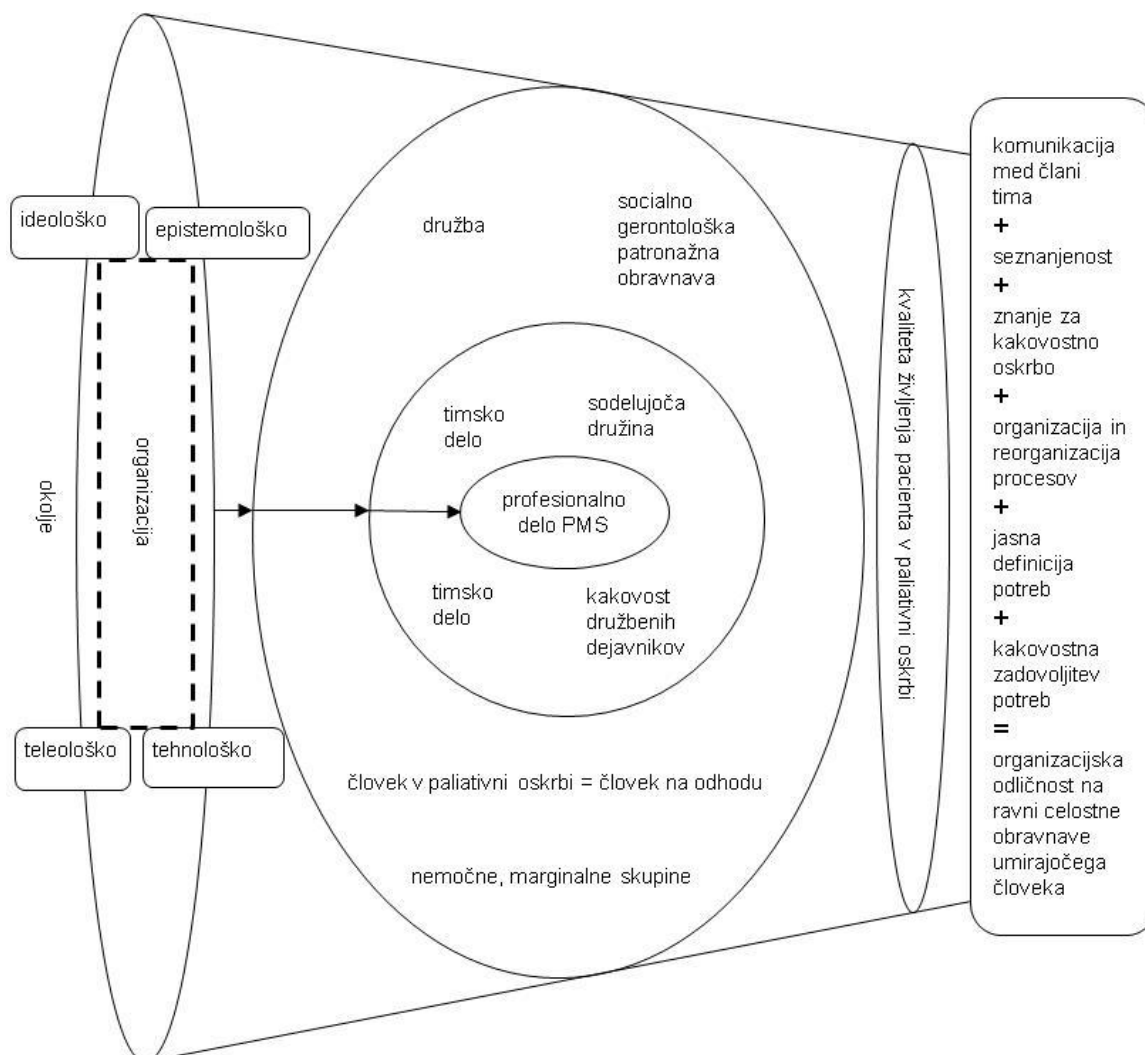 ideološko
epistemološko
okolje
organizacija
teleološko
tehnološko
družba
socialno
gerontološka
patronažna
obravnava
timsko
delo
sodelujoča
družina
profesionalno
delo PMS
timsko
delo
kakovost
družbenih
dejavnikov
človek v paliativni oskrbi = človek na odhodu
nemočne, marginalne skupine
kvaliteta življenja pacienta v paliativni oskrbi
komunikacija
med člani
tima
+
seznanjenost
+
znanje za
kakovostno
oskrbo
+
organizacija in
reorganizacija
procesov
+
jasna
definicija
potreb
+
kakovostna
zadovoljitev
potreb
=
organizacijska
odličnost na
ravni celostne
obravnave
umirajočega
človeka